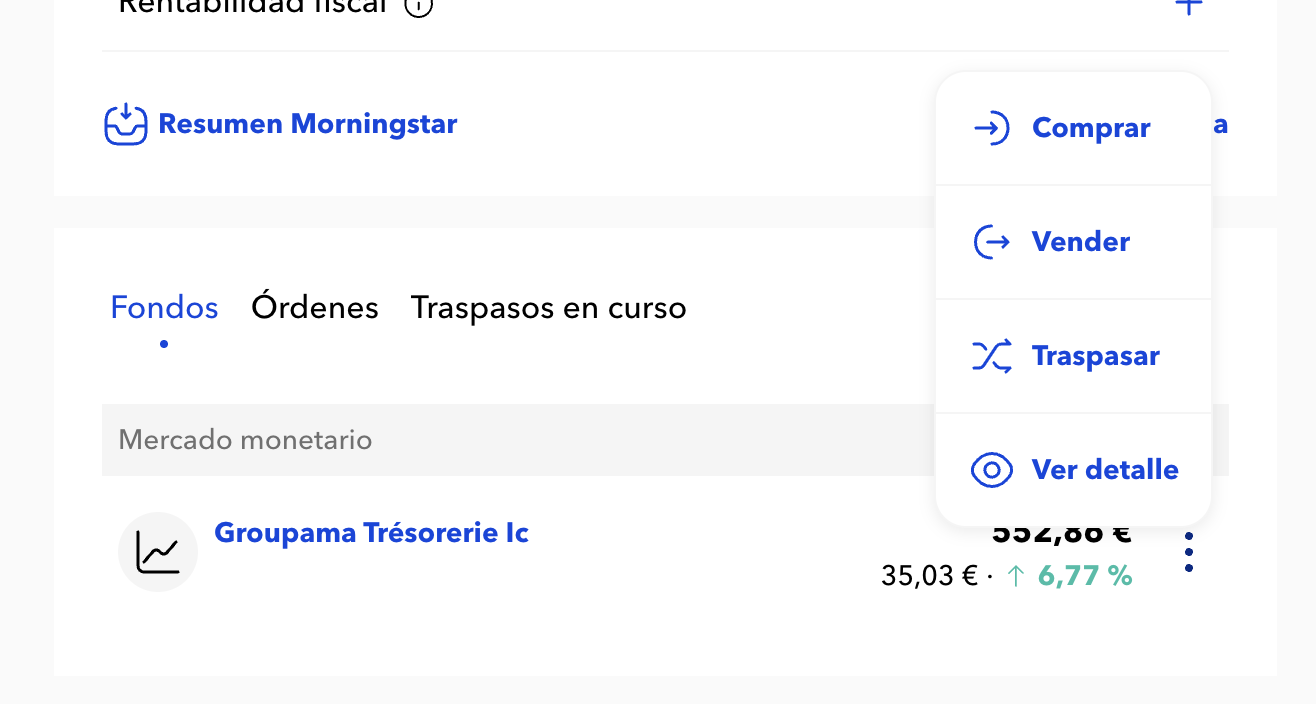 Rentabilidad fiscal
Resumen Morningstar
a
Comprar
Vender
Traspasar
Ver detalle
Fondos Órdenes Traspasos en curso
Mercado monetario
Groupama Trésorerie Ic
552,86 €
35,03 € · ↑ 6,77 %